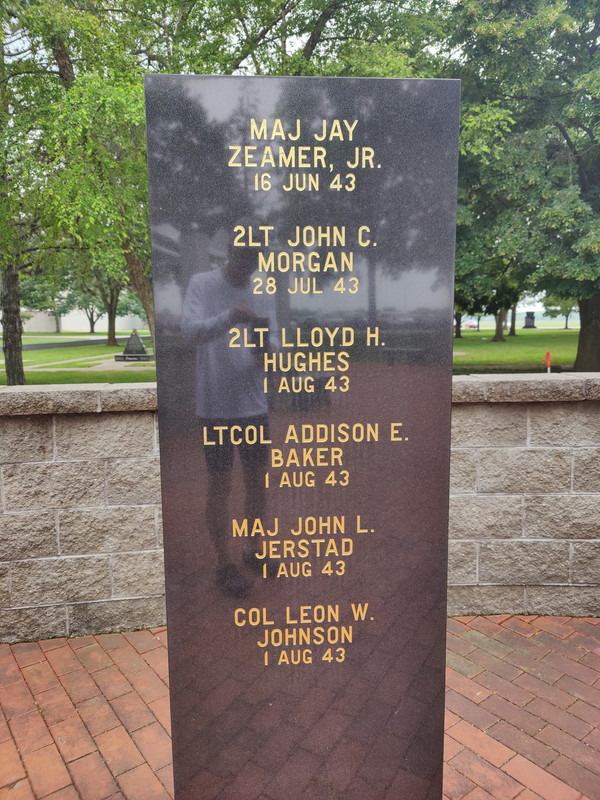 MAJ JAY
ZEAMER, JR.
16 JUN 43
2LT JOHN C.
MORGAN
28 JUL 43
2LT LLOYD H.
HUGHES
1 AUG 43
LTCOL ADDISON E.
BAKER
1 AUG 43
MAJ JOHN L.
JERSTAD
1 AUG 43
COL LEON W.
JOHNSON
1 AUG 43